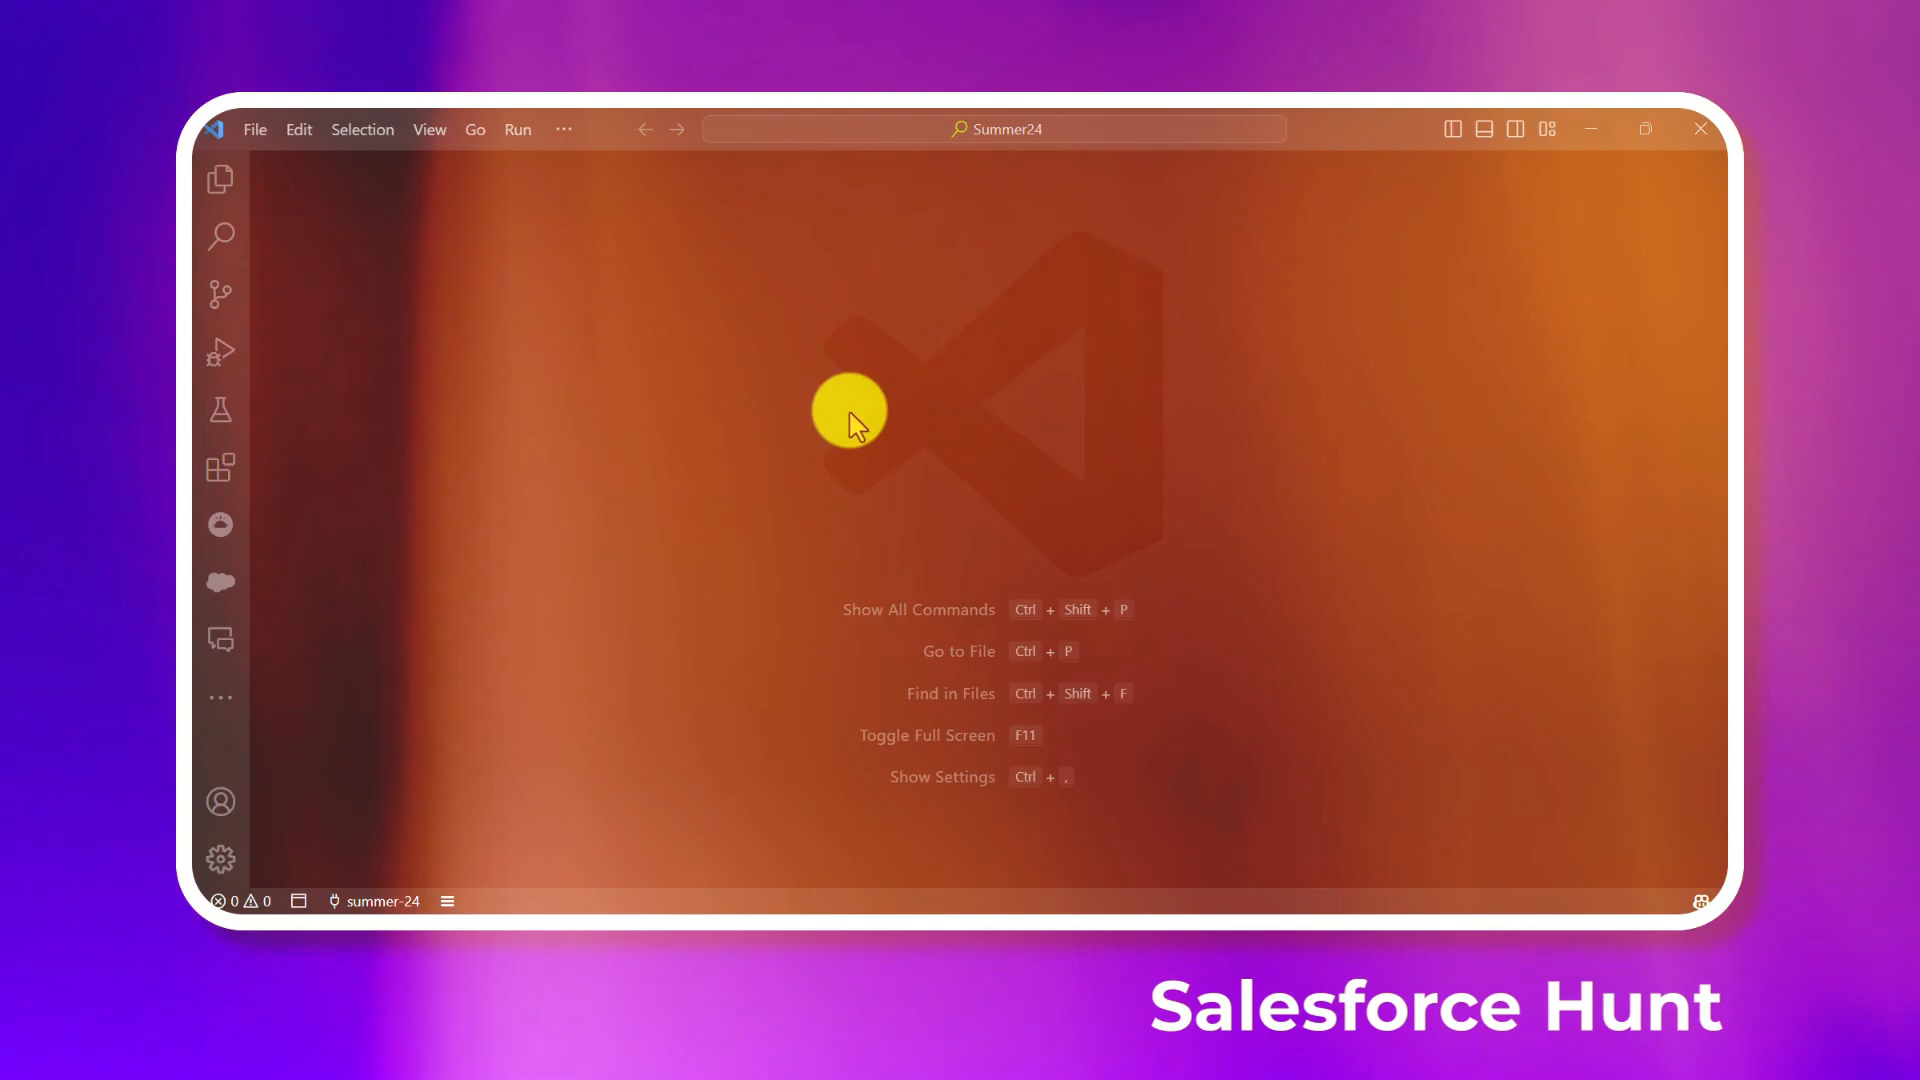 File Edit Selection View Go Run ···
Summer24
Show All Commands Ctrl + Shift + P
Go to File Ctrl + P
Find in Files Ctrl + Shift + F
Toggle Full Screen F11
Show Settings Ctrl + ,
0 0 summer-24
Salesforce Hunt